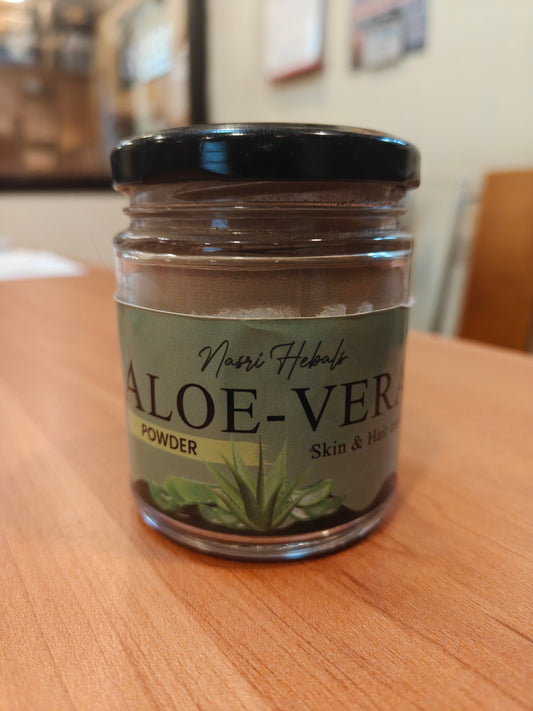 Nasri Hebals
ALOE-VERA
POWDER
Skin & Hair